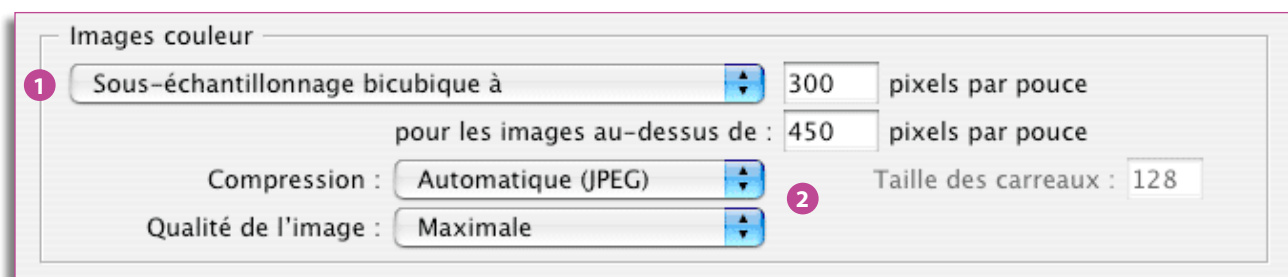 Images couleur
1 Sous-échantillonnage bicubique à 300 pixels par pouce
pour les images au-dessus de : 450 pixels par pouce
Compression : Automatique (JPEG) 2 Taille des carreaux : 128
Qualité de l'image : Maximale